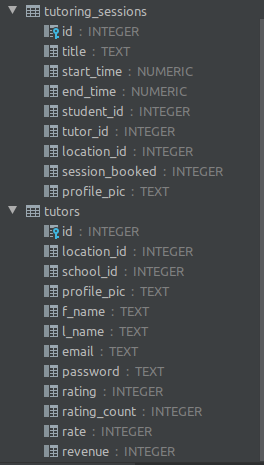 tutoring_sessions
id : INTEGER
title : TEXT
start_time : NUMERIC
end_time : NUMERIC
student_id : INTEGER
tutor_id : INTEGER
location_id : INTEGER
session_booked : INTEGER
profile_pic : TEXT
tutors
id : INTEGER
location_id : INTEGER
school_id : INTEGER
profile_pic : TEXT
f_name : TEXT
l_name : TEXT
email : TEXT
password : TEXT
rating : INTEGER
rating_count : INTEGER
rate : INTEGER
revenue : INTEGER